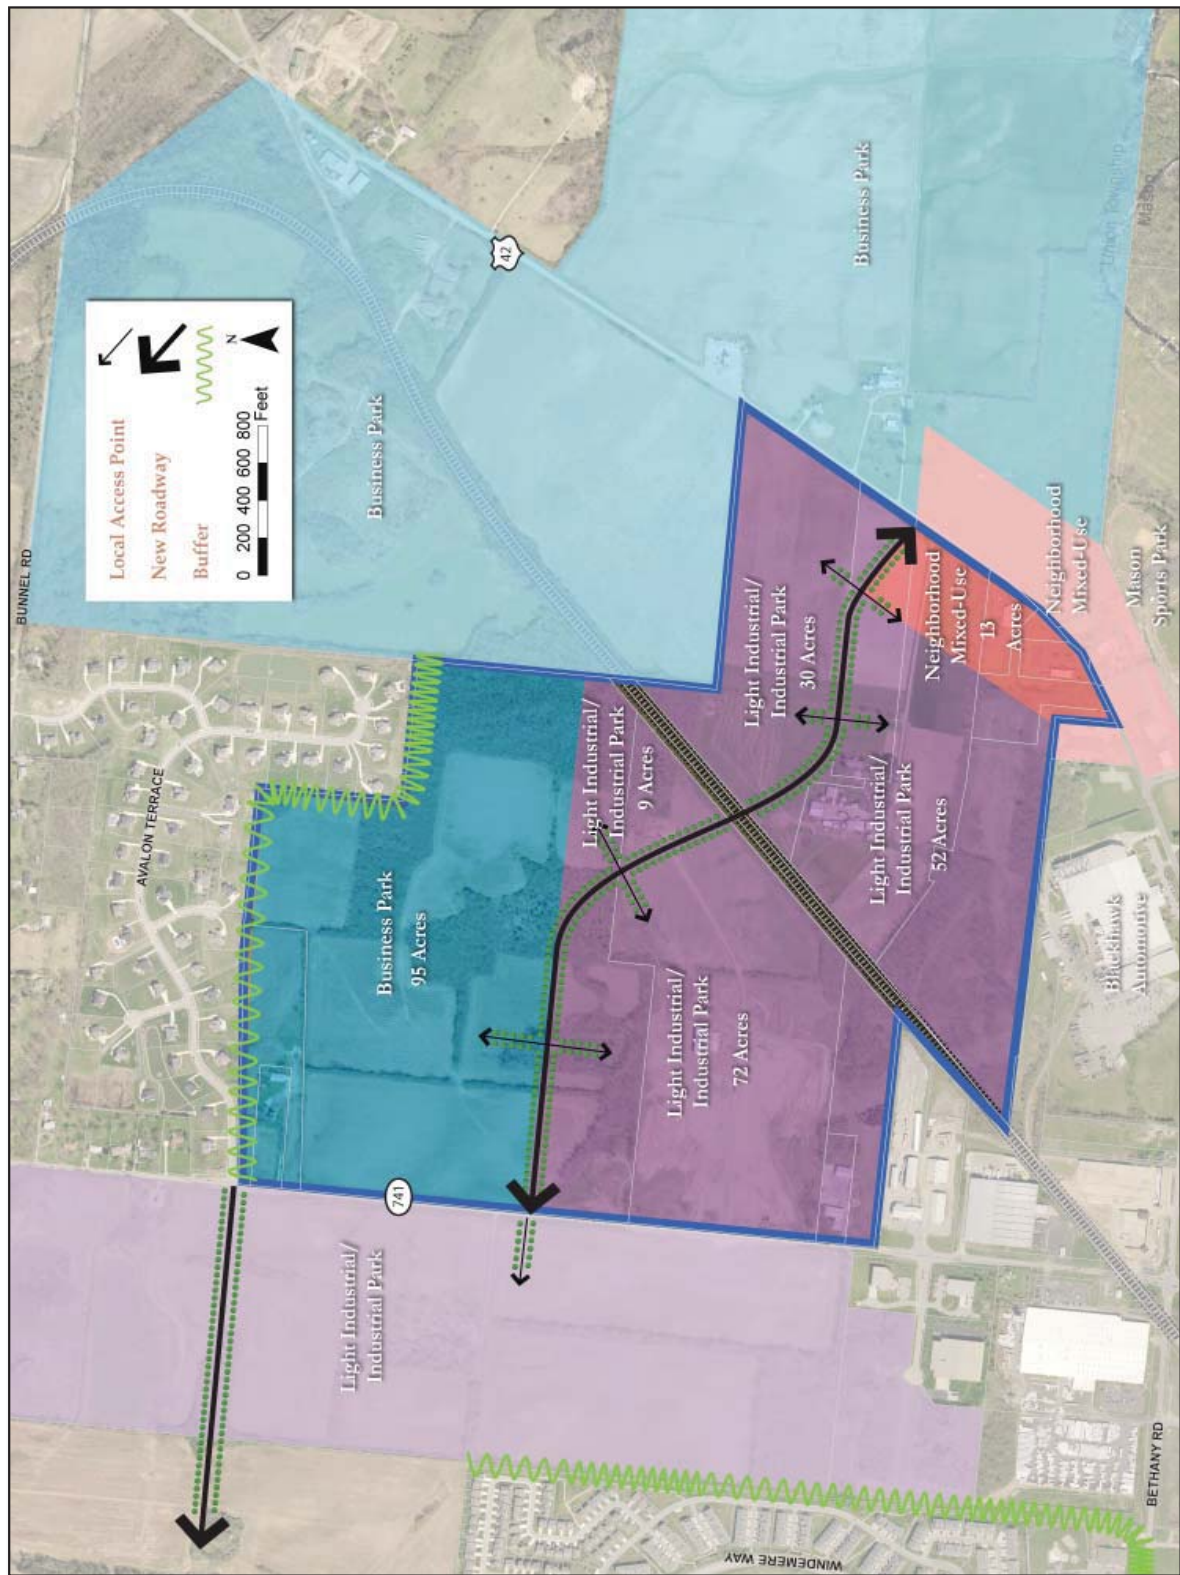 BUNNEL RD
AVALON TERRACE
Local Access Point
New Roadway
Buffer
0 200 400 600 800
Feet
N
42
741
Business Park
Business Park
Business Park
95 Acres
Light Industrial/
Industrial Park
Light Industrial/
Industrial Park
9 Acres
Light Industrial/
Industrial Park
30 Acres
Light Industrial/
Industrial Park
72 Acres
Light Industrial/
Industrial Park
52 Acres
Neighborhood
Mixed-Use
13
Acres
Neighborhood
Mixed-Use
Mason
Sports Park
Union Township
Mason
Blackhawk
Automotive
WINDEMERE WAY
BETHANY RD